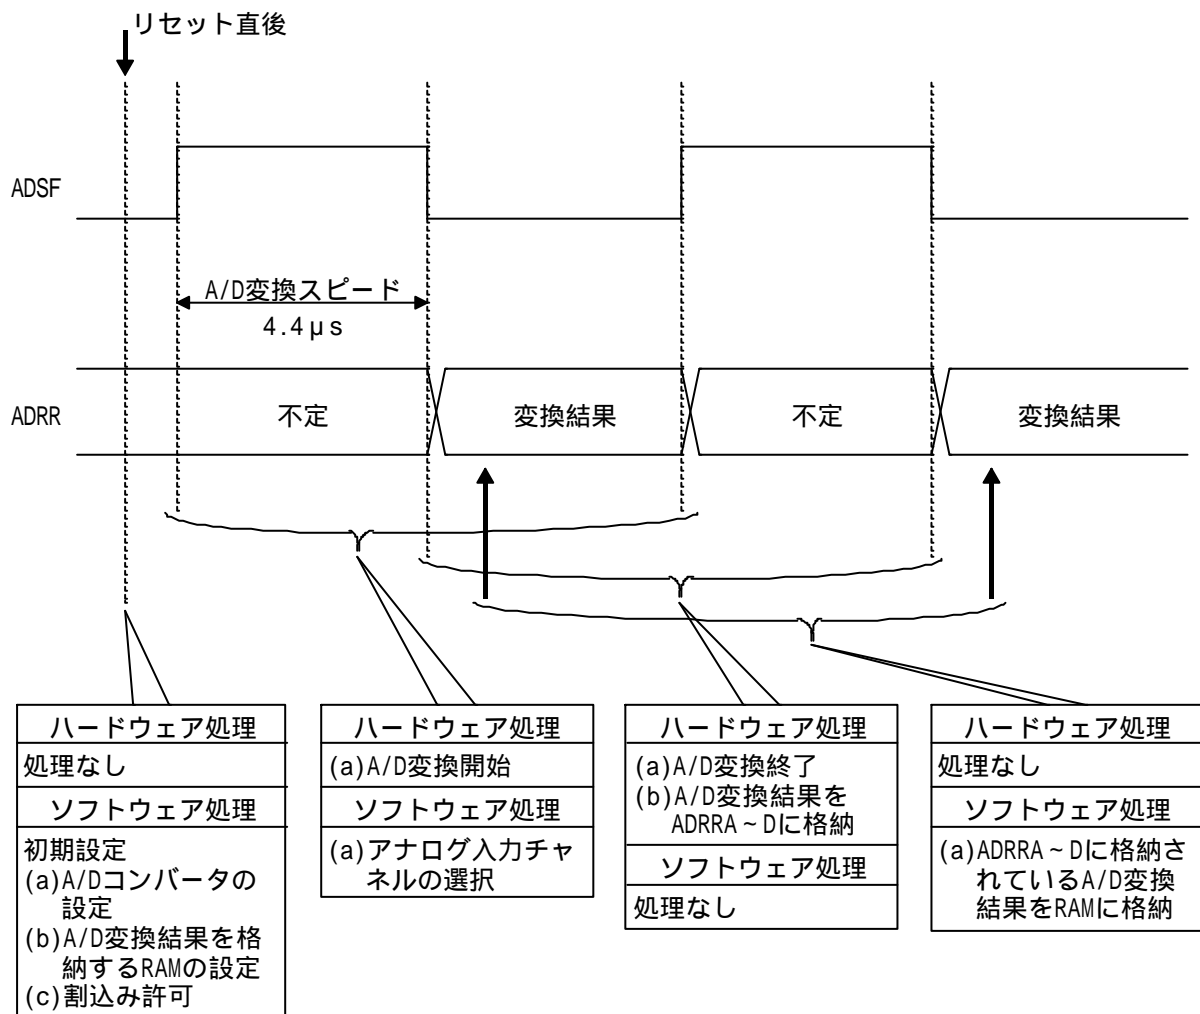 リセット直後
ADSF
A/D変換スピード
4.4μs
ADRR
不定
変換結果
不定
変換結果
ハードウェア処理
処理なし
ソフトウェア処理
初期設定
(a)A/Dコンバータの
設定
(b)A/D変換結果を格
納するRAMの設定
(c)割込み許可
ハードウェア処理
(a)A/D変換開始
ソフトウェア処理
(a)アナログ入力チャ
ネルの選択
ハードウェア処理
(a)A/D変換終了
(b)A/D変換結果を
ADRRA~Dに格納
ソフトウェア処理
処理なし
ハードウェア処理
処理なし
ソフトウェア処理
(a)ADRRA~Dに格納さ
れているA/D変換
結果をRAMに格納